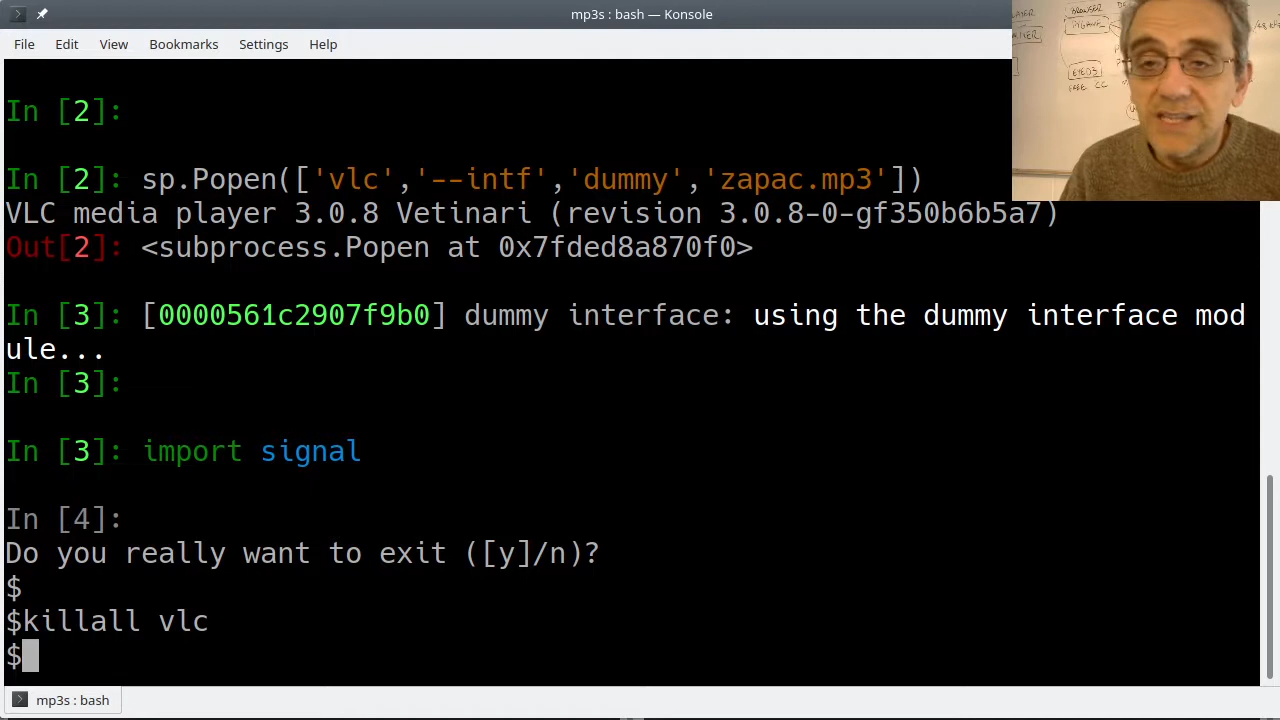 mp3s : bash — Konsole
File Edit View Bookmarks Settings Help
In [2]:
In [2]: sp.Popen(['vlc','--intf','dummy','zapac.mp3'])
VLC media player 3.0.8 Vetinari (revision 3.0.8-0-gf350b6b5a7)
Out[2]: <subprocess.Popen at 0x7fded8a870f0>
In [3]: [0000561c2907f9b0] dummy interface: using the dummy interface mod
ule...
In [3]:
In [3]: import signal
In [4]:
Do you really want to exit ([y]/n)?
$
$killall vlc
$
mp3s : bash
BROWSER
EYED3
CC